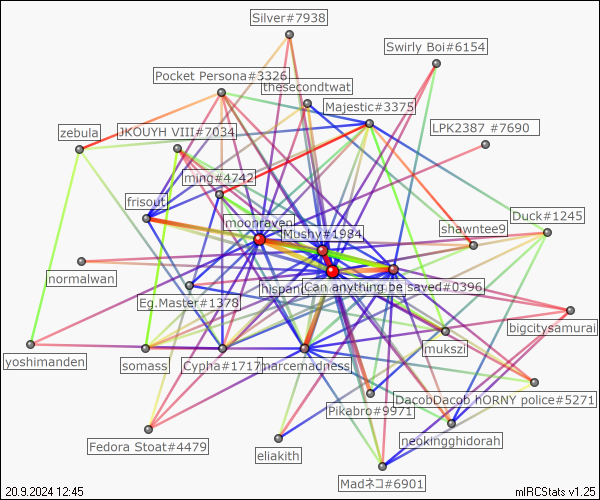 Silver#7938
Swirly Boi#6154
Pocket Persona#3326
thesecondtwat
Majestic#3375
LPK2387 #7690
zebula
JKOUYH VIII#7034
ming#4742
frisout
moonraven
Mushy#1984
shawntee9
Duck#1245
normalwan
Eg.Master#1378
hispanic
Can anything be saved#0396
bigcitysamurai
yoshimanden
somass
Cypha#1717
narcemadness
mukszi
DacobDacob hORNY police#5271
Pikabro#9971
neokingghidorah
Fedora Stoat#4479
eliakith
Madネコ#6901
20.9.2024 12:45
mIRCStats v1.25